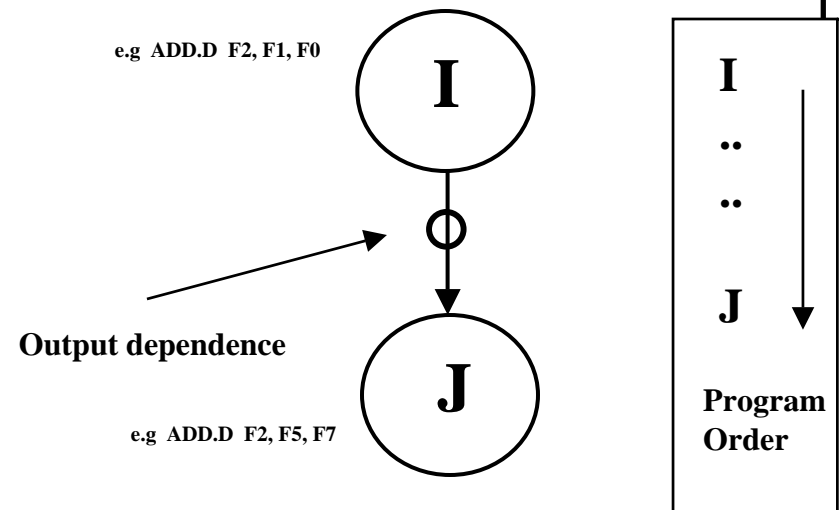 e.g ADD.D F2, F1, F0
I
Output dependence
J
e.g ADD.D F2, F5, F7
I
..
..
J
Program
Order